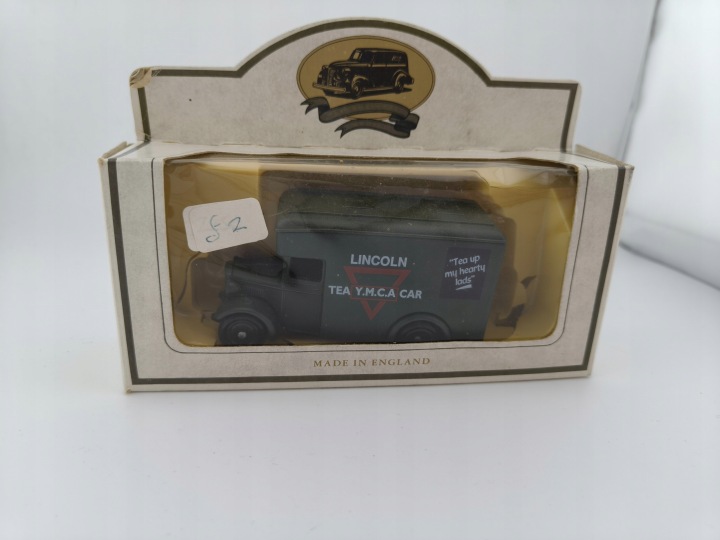 £2
LINCOLN
TEA Y.M.C.A CAR
"Tea up
my hearty
lads"
MADE IN ENGLAND